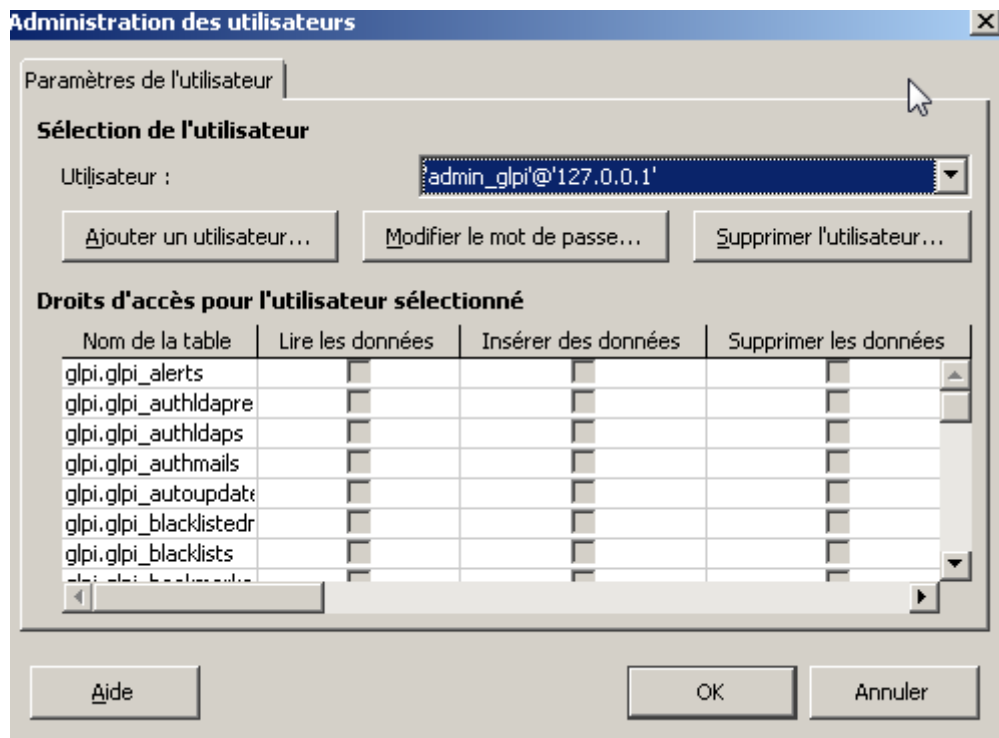 Administration des utilisateurs
Paramètres de l'utilisateur
Sélection de l'utilisateur
Utilisateur :
'admin_glpi'@'127.0.0.1'
Ajouter un utilisateur...
Modifier le mot de passe...
Supprimer l'utilisateur...
Droits d'accès pour l'utilisateur sélectionné
Nom de la table Lire les données Insérer des données Supprimer les données
glpi.glpi_alerts
glpi.glpi_authldapre
glpi.glpi_authldaps
glpi.glpi_authmails
glpi.glpi_autoupdate
glpi.glpi_blacklistedr
glpi.glpi_blacklists
Aide
OK
Annuler